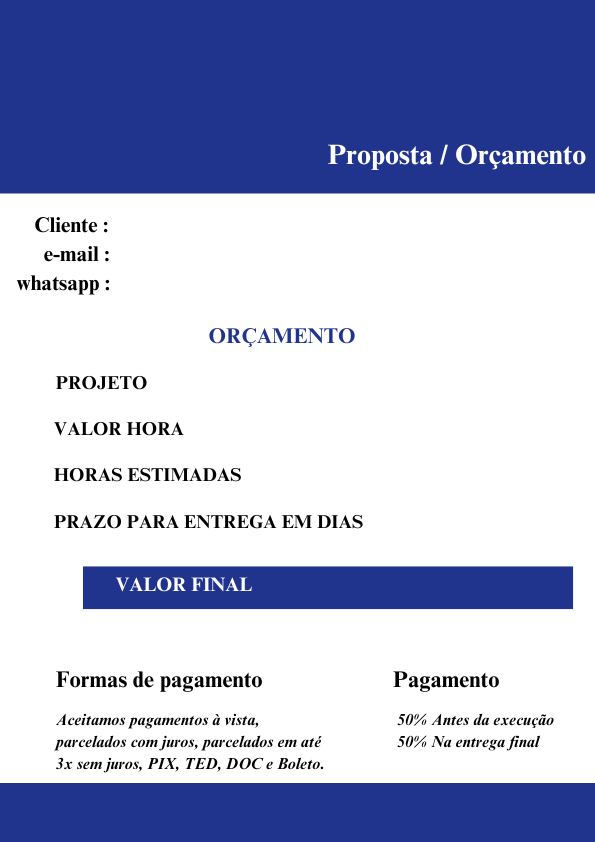 Proposta / Orçamento
Cliente :
e-mail :
whatsapp :
ORÇAMENTO
PROJETO
VALOR HORA
HORAS ESTIMADAS
PRAZO PARA ENTREGA EM DIAS
VALOR FINAL
Formas de pagamento
Aceitamos pagamentos à vista,
parcelados com juros, parcelados em até
3x sem juros, PIX, TED, DOC e Boleto.
Pagamento
50% Antes da execução
50% Na entrega final